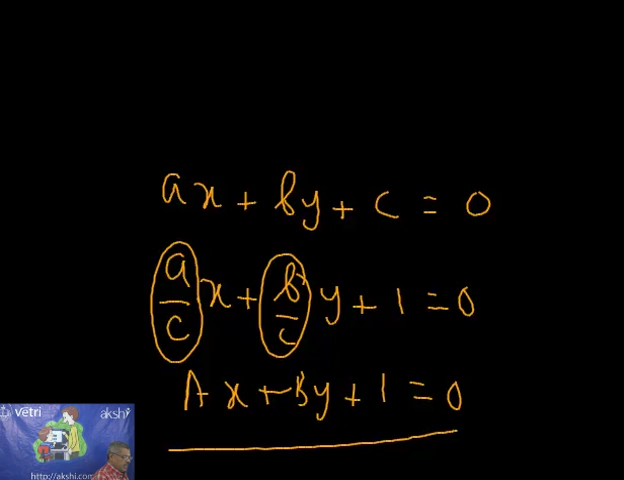 ax + by + c = 0
a/c x + b/c y + 1 = 0
Ax + By + 1 = 0
vetri akshi
http://akshi.com